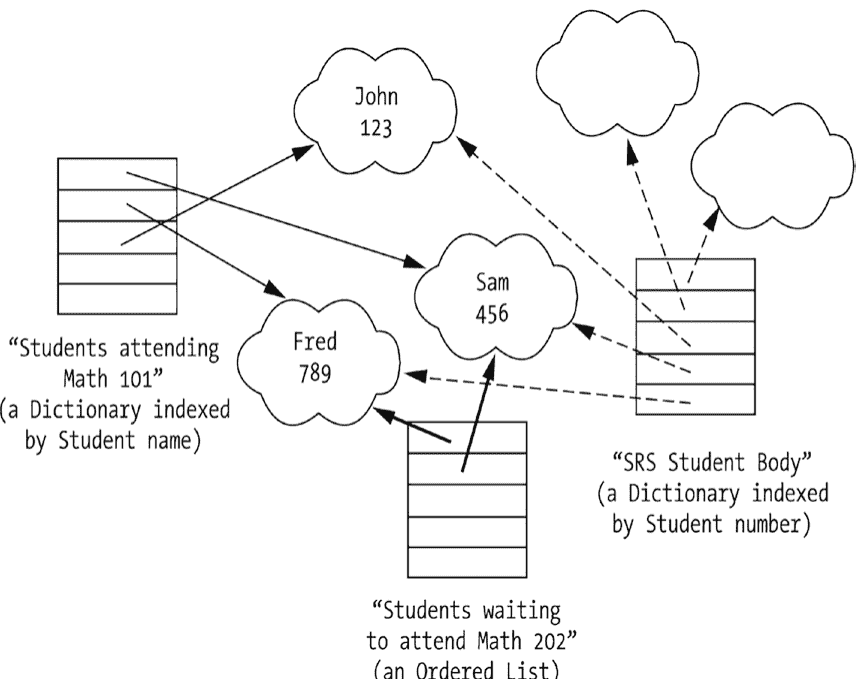 John
123
Sam
456
Fred
789
“Students attending
Math 101”
(a Dictionary indexed
by Student name)
“SRS Student Body”
(a Dictionary indexed
by Student number)
“Students waiting
to attend Math 202”
(an Ordered List)